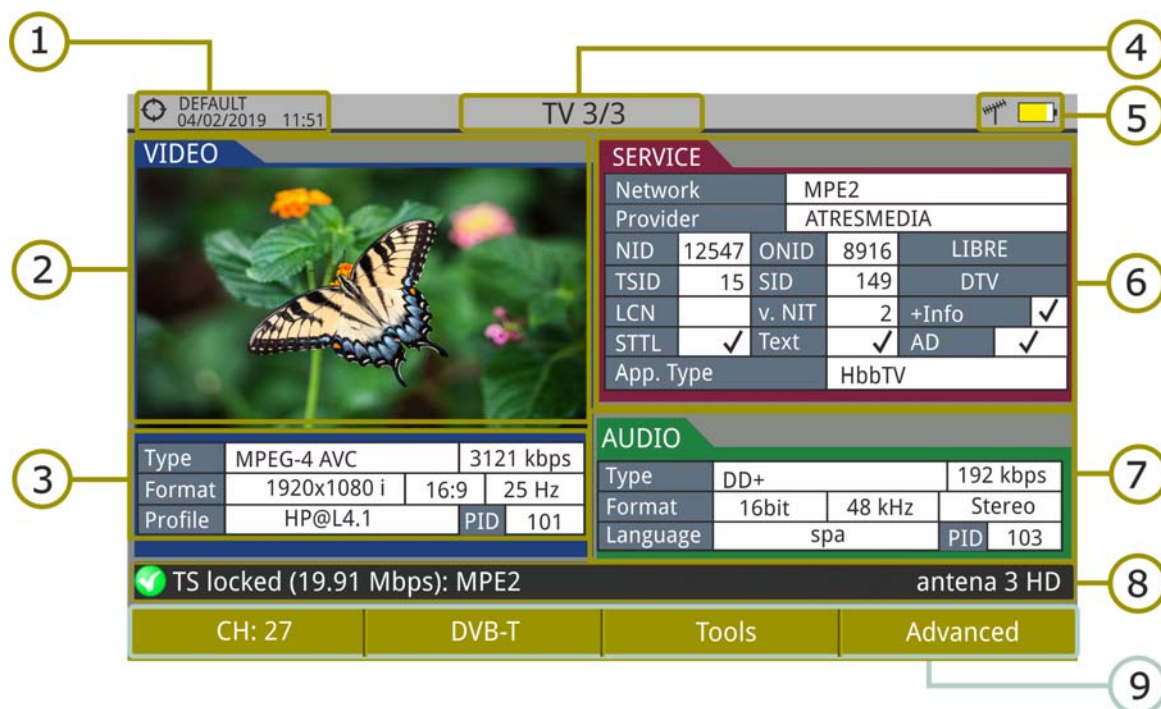 1
4
DEFAULT
04/02/2019 11:51
TV 3/3
5
VIDEO
2
SERVICE
Network MPE2
Provider ATRESMEDIA
NID 12547 ONID 8916 LIBRE
TSID 15 SID 149 DTV
LCN v. NIT 2 +Info ✓
STTL ✓ Text ✓ AD ✓
App. Type HbbTV
6
3
Type MPEG-4 AVC 3121 kbps
Format 1920x1080 i 16:9 25 Hz
Profile HP@L4.1 PID 101
AUDIO
Type DD+ 192 kbps
Format 16bit 48 kHz Stereo
Language spa PID 103
7
TS locked (19.91 Mbps): MPE2 antena 3 HD
8
CH: 27 DVB-T Tools Advanced
9